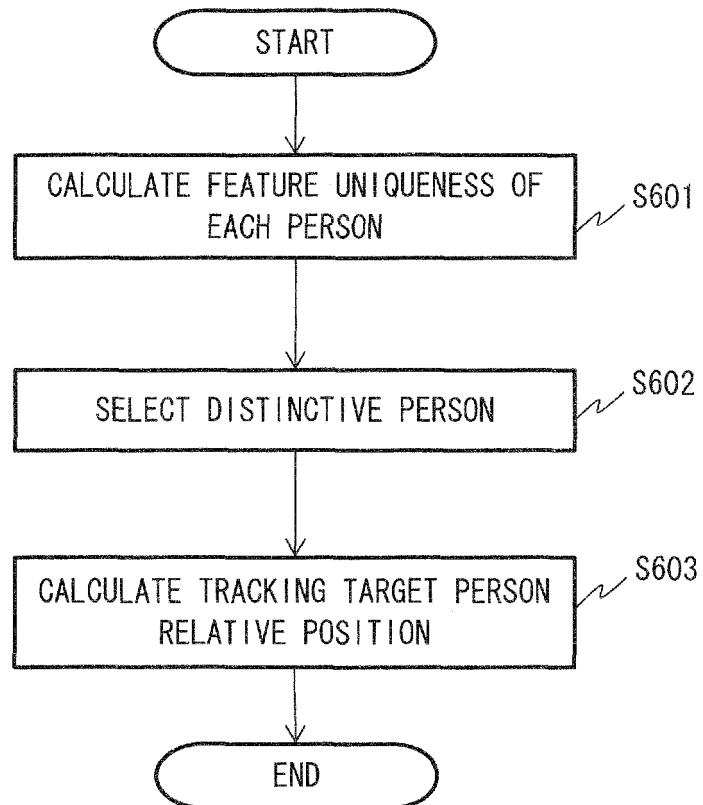 START
CALCULATE FEATURE UNIQUENESS OF
EACH PERSON
S601
SELECT DISTINCTIVE PERSON
S602
CALCULATE TRACKING TARGET PERSON
RELATIVE POSITION
S603
END